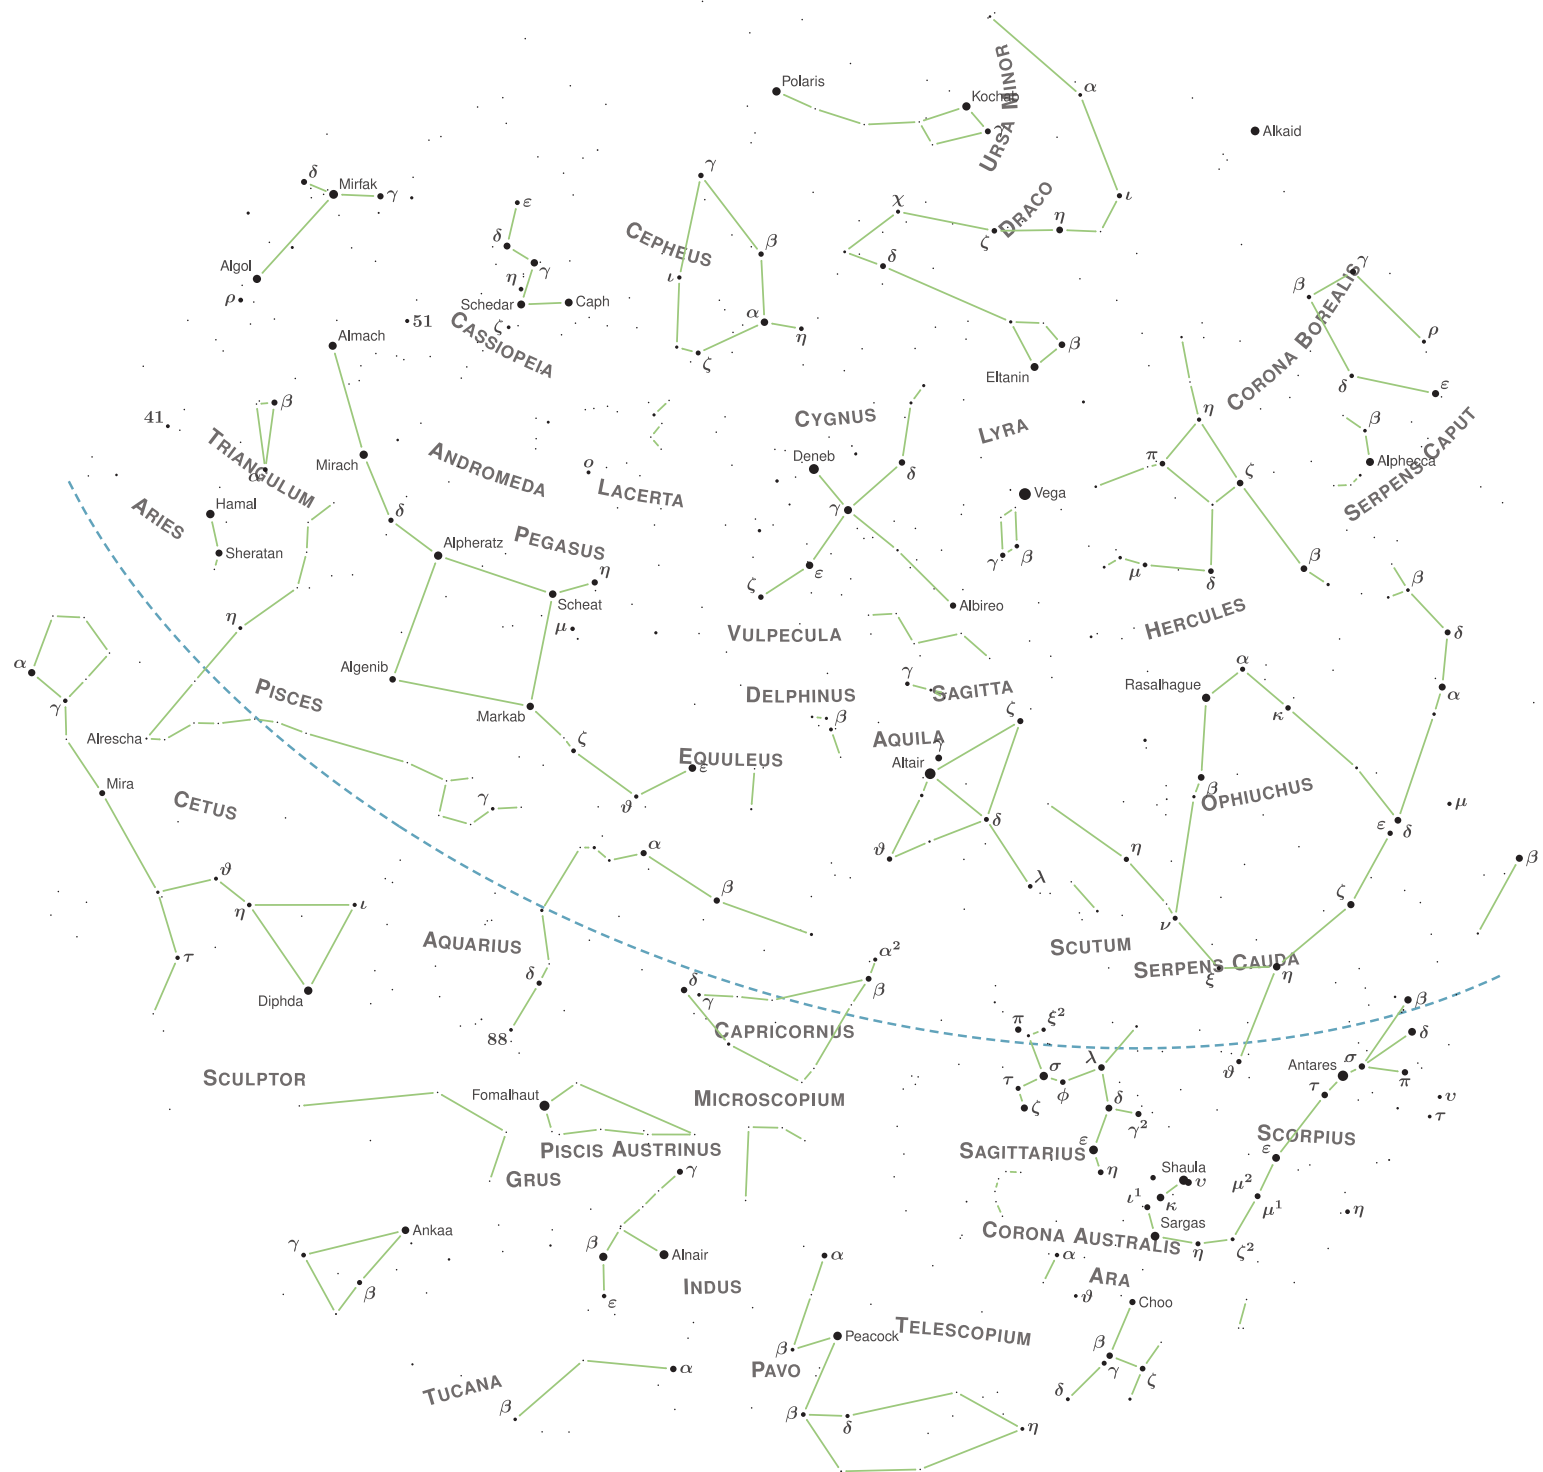 Polaris
Kochab
γ
URSA MINOR
α
Alkaid
δ
Mirfak
γ
Algol
ρ
ε
δ
γ
η
Schedar
Caph
ζ
CASSIOPEIA
γ
CEPHEUS
β
ι
α
η
ζ
χ
ζ
DRACO
η
ι
δ
β
Eltanin
β
γ
CORONA BOREALIS
ρ
δ
ε
51
Almach
41
β
TRIANGULUM
α
Mirach
ANDROMEDA
ο
LACERTA
CYGNUS
Deneb
δ
LYRA
η
π
ζ
β
Alphecca
SERPENS CAPUT
ARIES
Hamal
Sheratan
δ
Alpheratz
PEGASUS
η
Scheat
μ
γ
ε
ζ
Vega
γ
β
Albireo
μ
δ
β
HERCULES
β
δ
η
α
γ
PISCES
Algenib
Markab
VULPECULA
DELPHINUS
β
γ
SAGITTA
ζ
Rasalhague
α
κ
α
Alrescha
Mira
CETUS
γ
ζ
ϑ
EQUULEUS
ε
AQUILA
γ
Altair
δ
ϑ
λ
β
OPHIUCHUS
ε
δ
μ
β
ϑ
η
ι
τ
Diphda
α
β
AQUARIUS
δ
88
η
ν
ζ
SCUTUM
SERPENS CAUDA
ξ
η
α²
β
δ
γ
CAPRICORNUS
π
ξ²
λ
σ
τ
φ
ζ
δ
γ²
ε
η
SAGITTARIUS
ϑ
β
δ
Antares
σ
π
τ
υ
τ
SCORPIUS
ε
SCULPTOR
Fomalhaut
MICROSCOPIUM
PISCIS AUSTRINUS
GRUS
γ
Shaula
υ
κ
ι¹
Sargas
μ²
μ¹
η
ζ²
η
CORONA AUSTRALIS
Ankaa
γ
β
β
Alnair
ε
INDUS
α
α
ARA
ϑ
Choo
β
Peacock
TELESCOPIUM
PAVO
β
γ
ζ
δ
TUCANA
α
β
β
δ
η